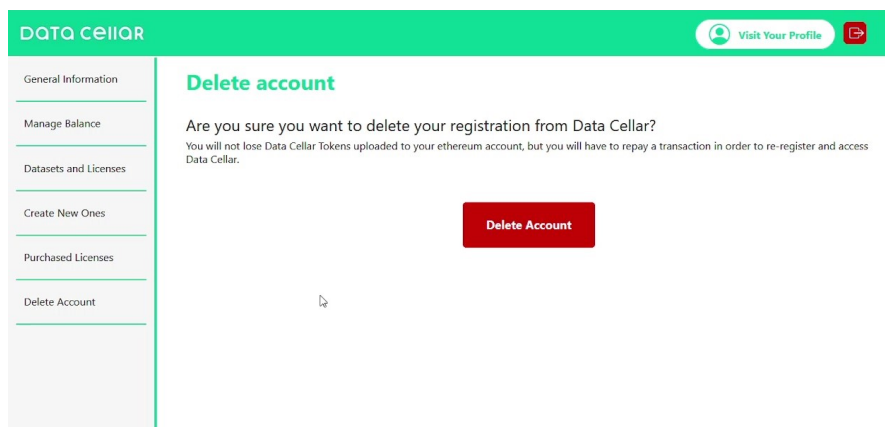 DATA CELLAR
Visit Your Profile
General Information
Manage Balance
Datasets and Licenses
Create New Ones
Purchased Licenses
Delete Account
Delete account
Are you sure you want to delete your registration from Data Cellar?
You will not lose Data Cellar Tokens uploaded to your ethereum account, but you will have to repay a transaction in order to re-register and access
Data Cellar.
Delete Account